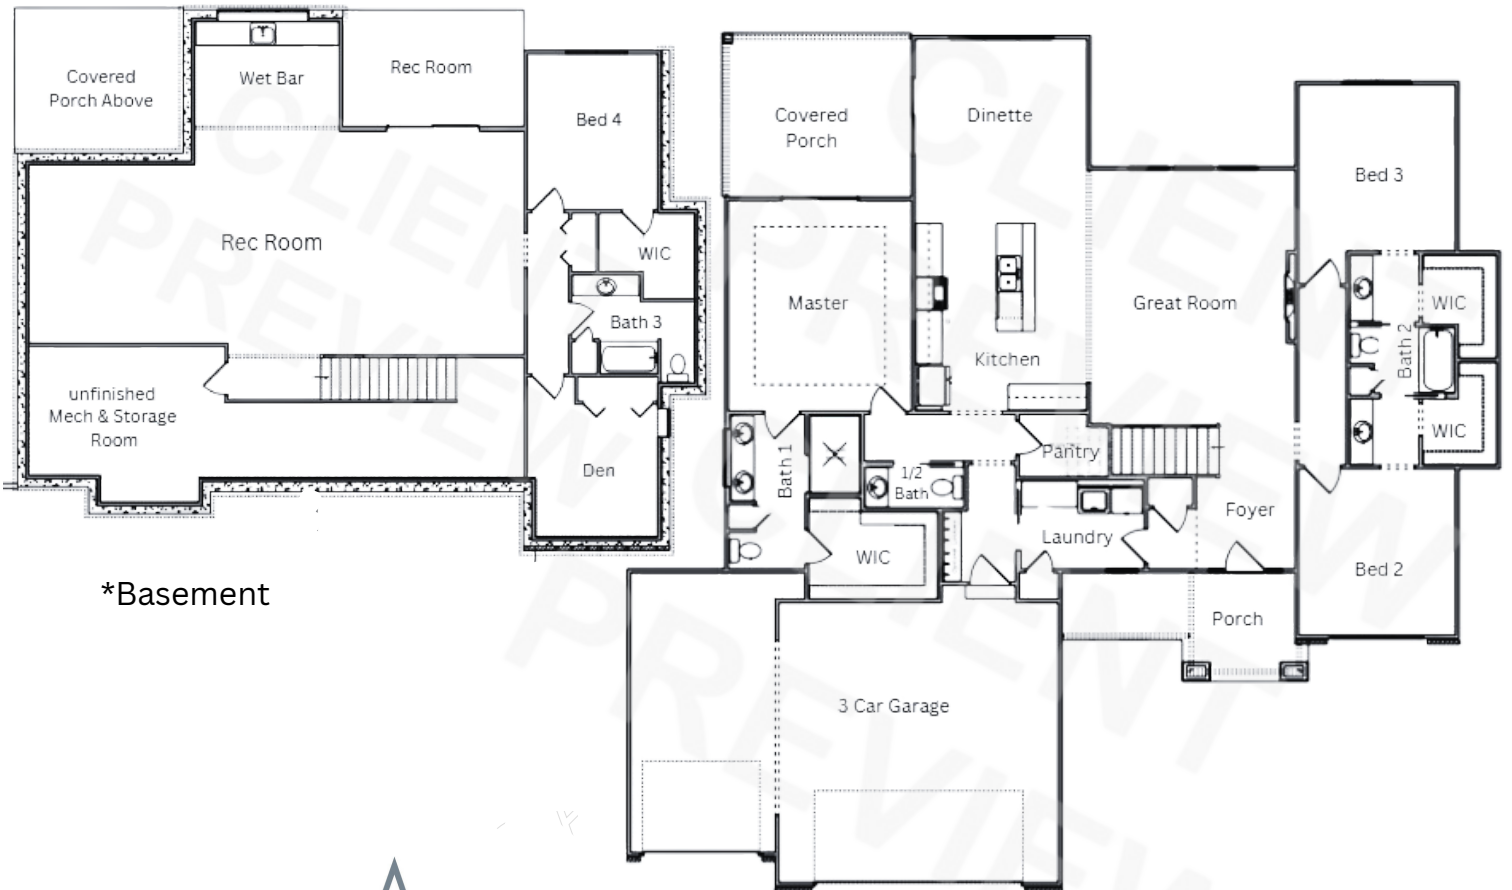 Covered
Porch Above
Wet Bar
Rec Room
Bed 4
Rec Room
WIC
Bath 3
unfinished
Mech & Storage
Room
Den
*Basement
Covered
Porch
Dinette
Bed 3
Master
Great Room
WIC
Kitchen
Bath 2
WIC
Bath 1
Pantry
1/2
Bath
Foyer
Laundry
WIC
Bed 2
Porch
3 Car Garage
CLIENT
PREVIEW
CLIENT
PREVIEW
CLIENT
PREVIEW